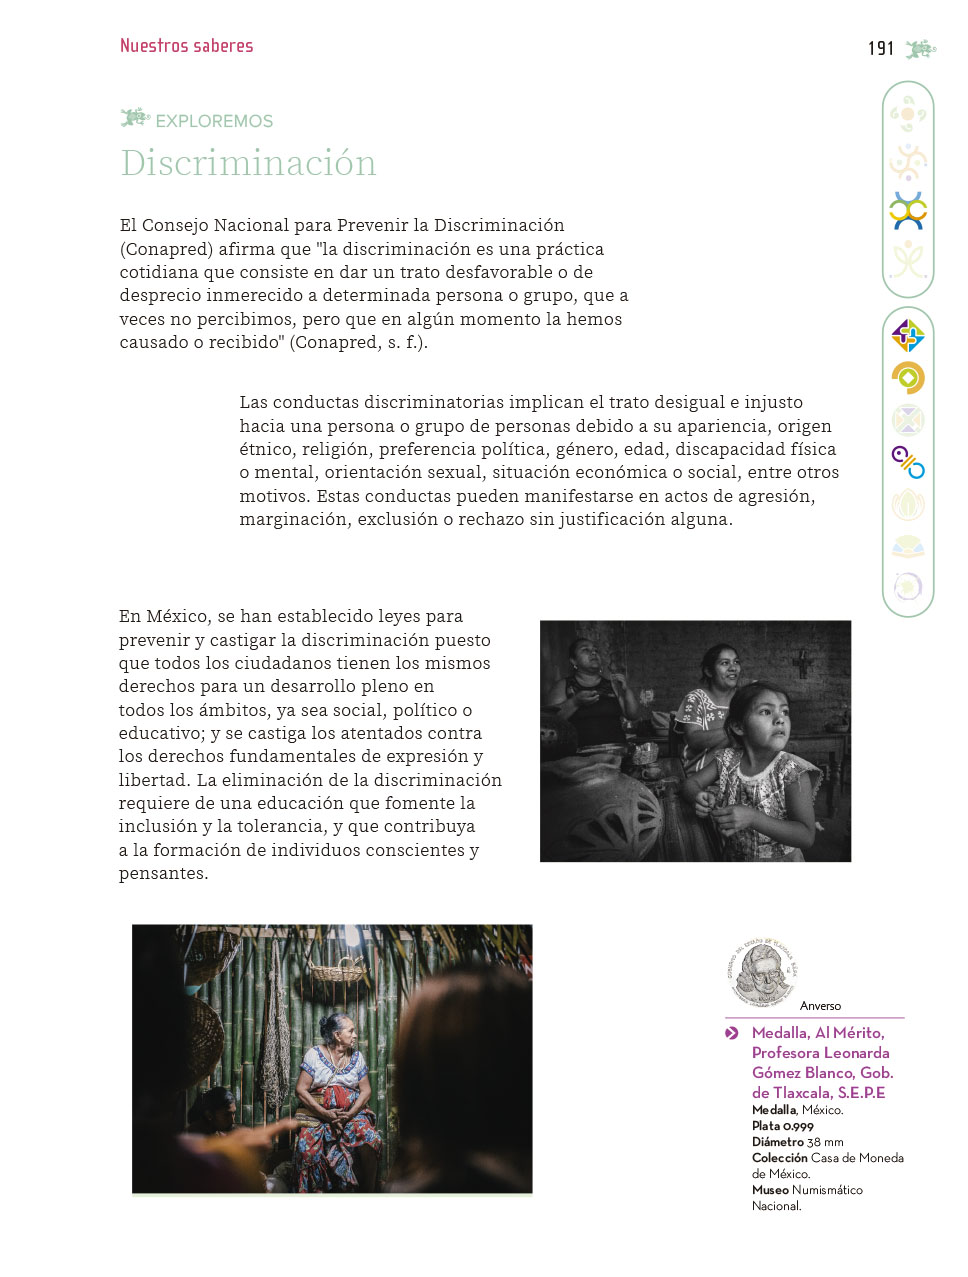 Nuestros saberes
191
EXPLOREMOS
Discriminación
El Consejo Nacional para Prevenir la Discriminación
(Conapred) afirma que "la discriminación es una práctica
cotidiana que consiste en dar un trato desfavorable o de
desprecio inmerecido a determinada persona o grupo, que a
veces no percibimos, pero que en algún momento la hemos
causado o recibido" (Conapred, s. f.).
Las conductas discriminatorias implican el trato desigual e injusto
hacia una persona o grupo de personas debido a su apariencia, origen
étnico, religión, preferencia política, género, edad, discapacidad física
o mental, orientación sexual, situación económica o social, entre otros
motivos. Estas conductas pueden manifestarse en actos de agresión,
marginación, exclusión o rechazo sin justificación alguna.
En México, se han establecido leyes para
prevenir y castigar la discriminación puesto
que todos los ciudadanos tienen los mismos
derechos para un desarrollo pleno en
todos los ámbitos, ya sea social, político o
educativo; y se castiga los atentados contra
los derechos fundamentales de expresión y
libertad. La eliminación de la discriminación
requiere de una educación que fomente la
inclusión y la tolerancia, y que contribuya
a la formación de individuos conscientes y
pensantes.
Anverso
Medalla, Al Mérito,
Profesora Leonarda
Gómez Blanco, Gob.
de Tlaxcala, S.E.P.E
Medalla, México.
Plata 0.999
Diámetro 38 mm
Colección Casa de Moneda
de México.
Museo Numismático
Nacional.